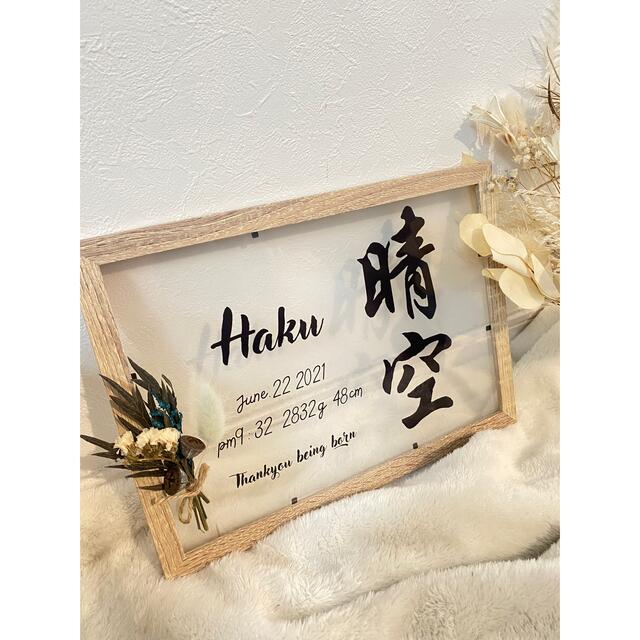 Haku
June. 22 2021
pm9:32 2832g 48cm
Thankyou being born
晴空